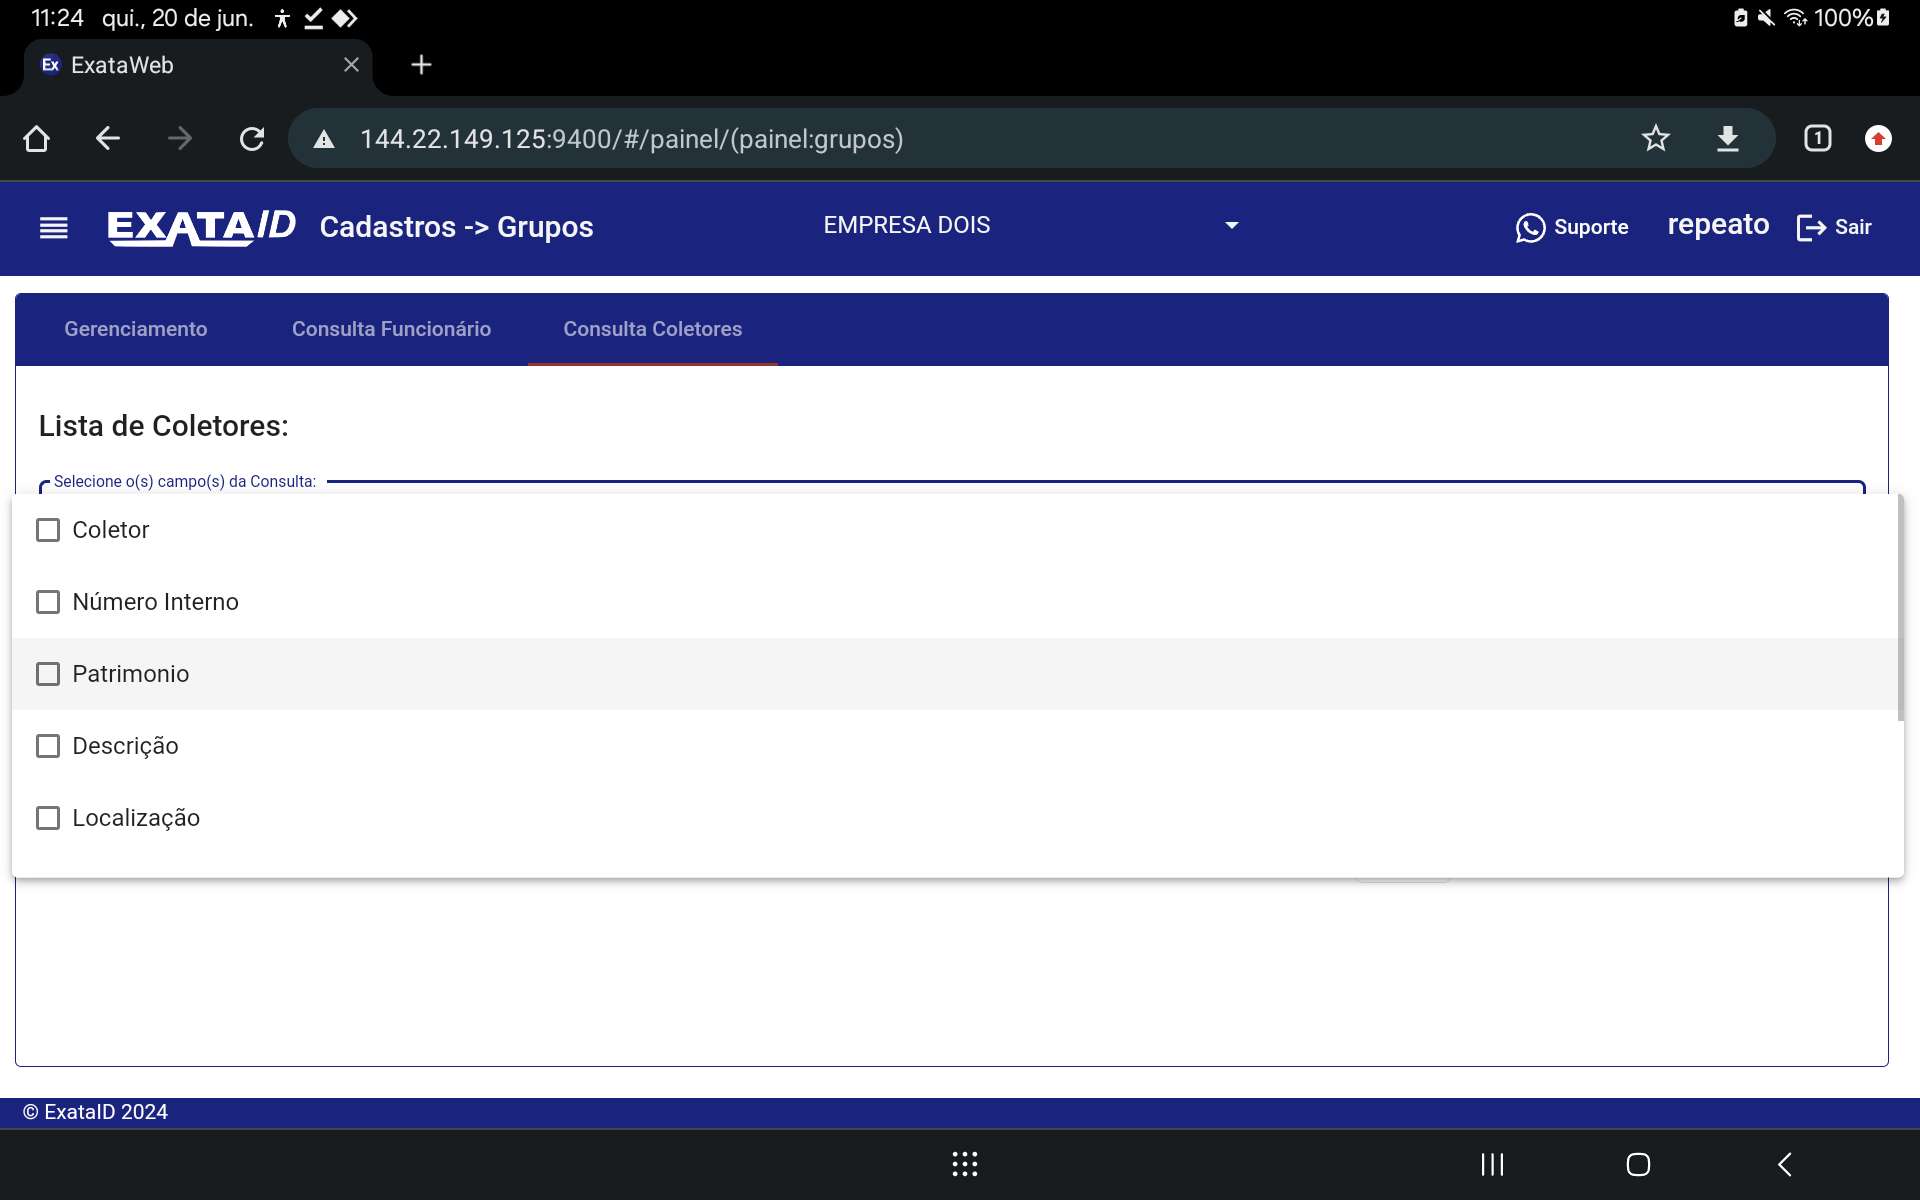 11:24 qui., 20 de jun.
100%
Ex ExataWeb
144.22.149.125:9400/#/painel/(painel:grupos)
1
EXATAID Cadastros -> Grupos
EMPRESA DOIS
Suporte
repeato
Sair
Gerenciamento
Consulta Funcionário
Consulta Coletores
Lista de Coletores:
Selecione o(s) campo(s) da Consulta:
Coletor
Número Interno
Patrimonio
Descrição
Localização
© ExataID 2024